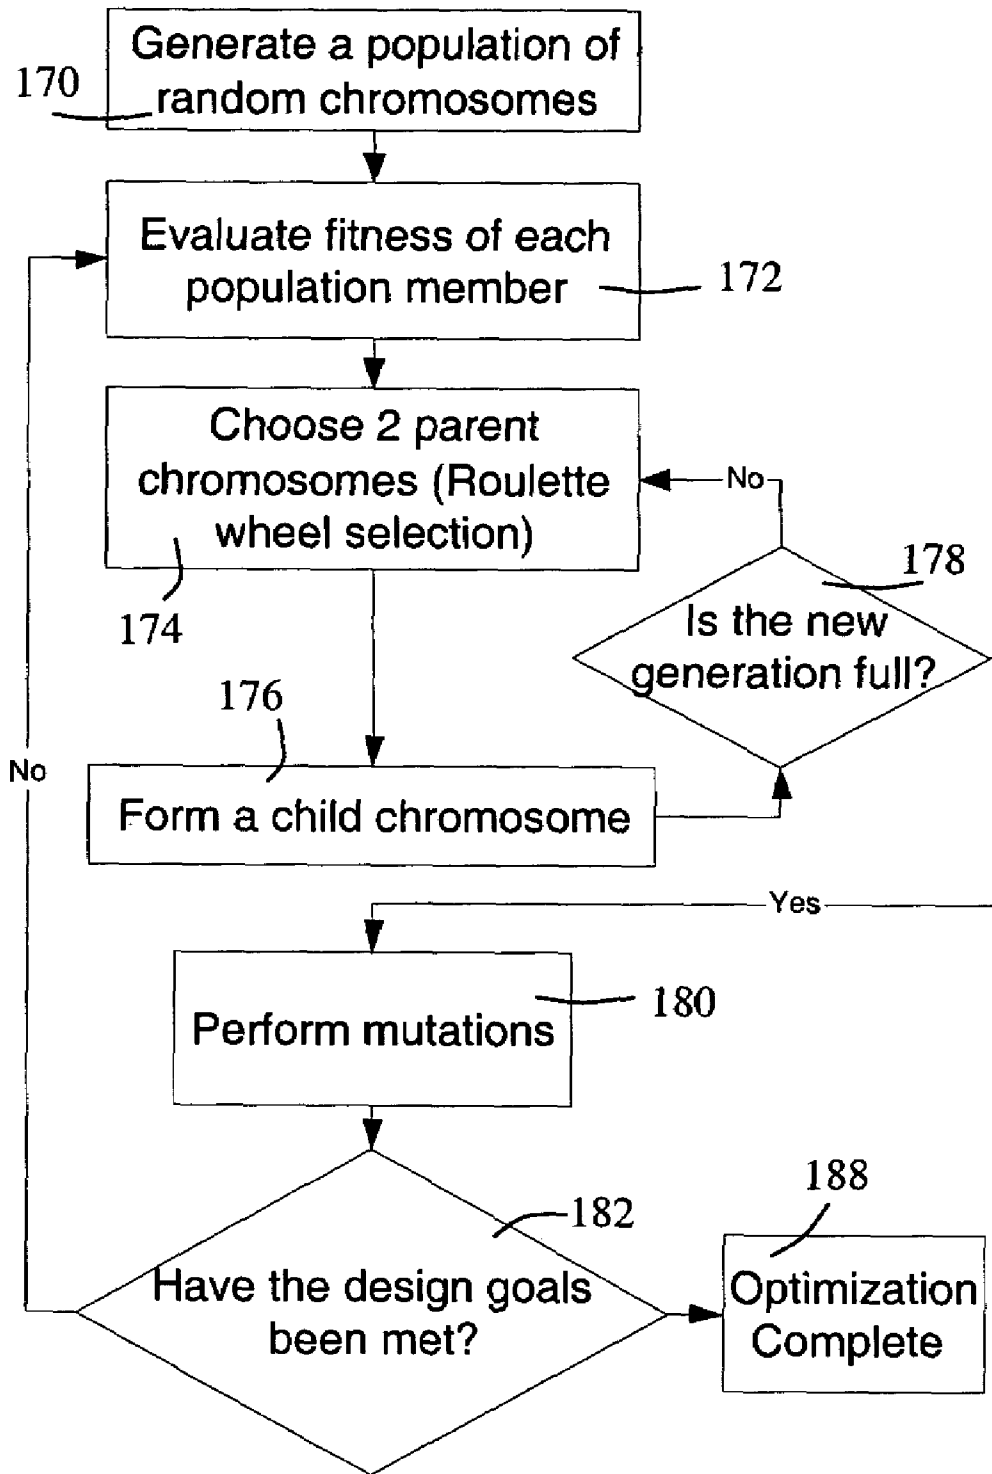 Generate a population of
random chromosomes
170
Evaluate fitness of each
population member
172
Choose 2 parent
chromosomes (Roulette
wheel selection)
174
No
178
Is the new
generation full?
176
Form a child chromosome
No
Yes
180
Perform mutations
182
Have the design goals
been met?
188
Optimization
Complete